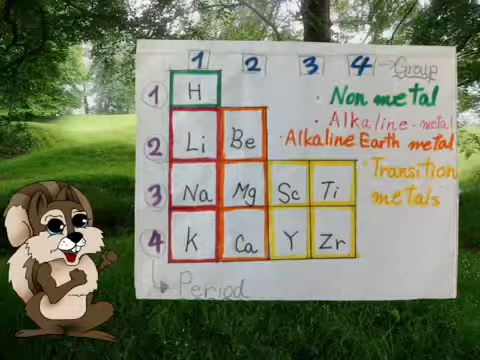 1 2 3 4 → Group
1 H · Non metal
· Alkaline-metal
2 Li Be · Alkaline Earth metal
· Transition
3 Na Mg Sc Ti metals
4 K Ca Y Zr
Period